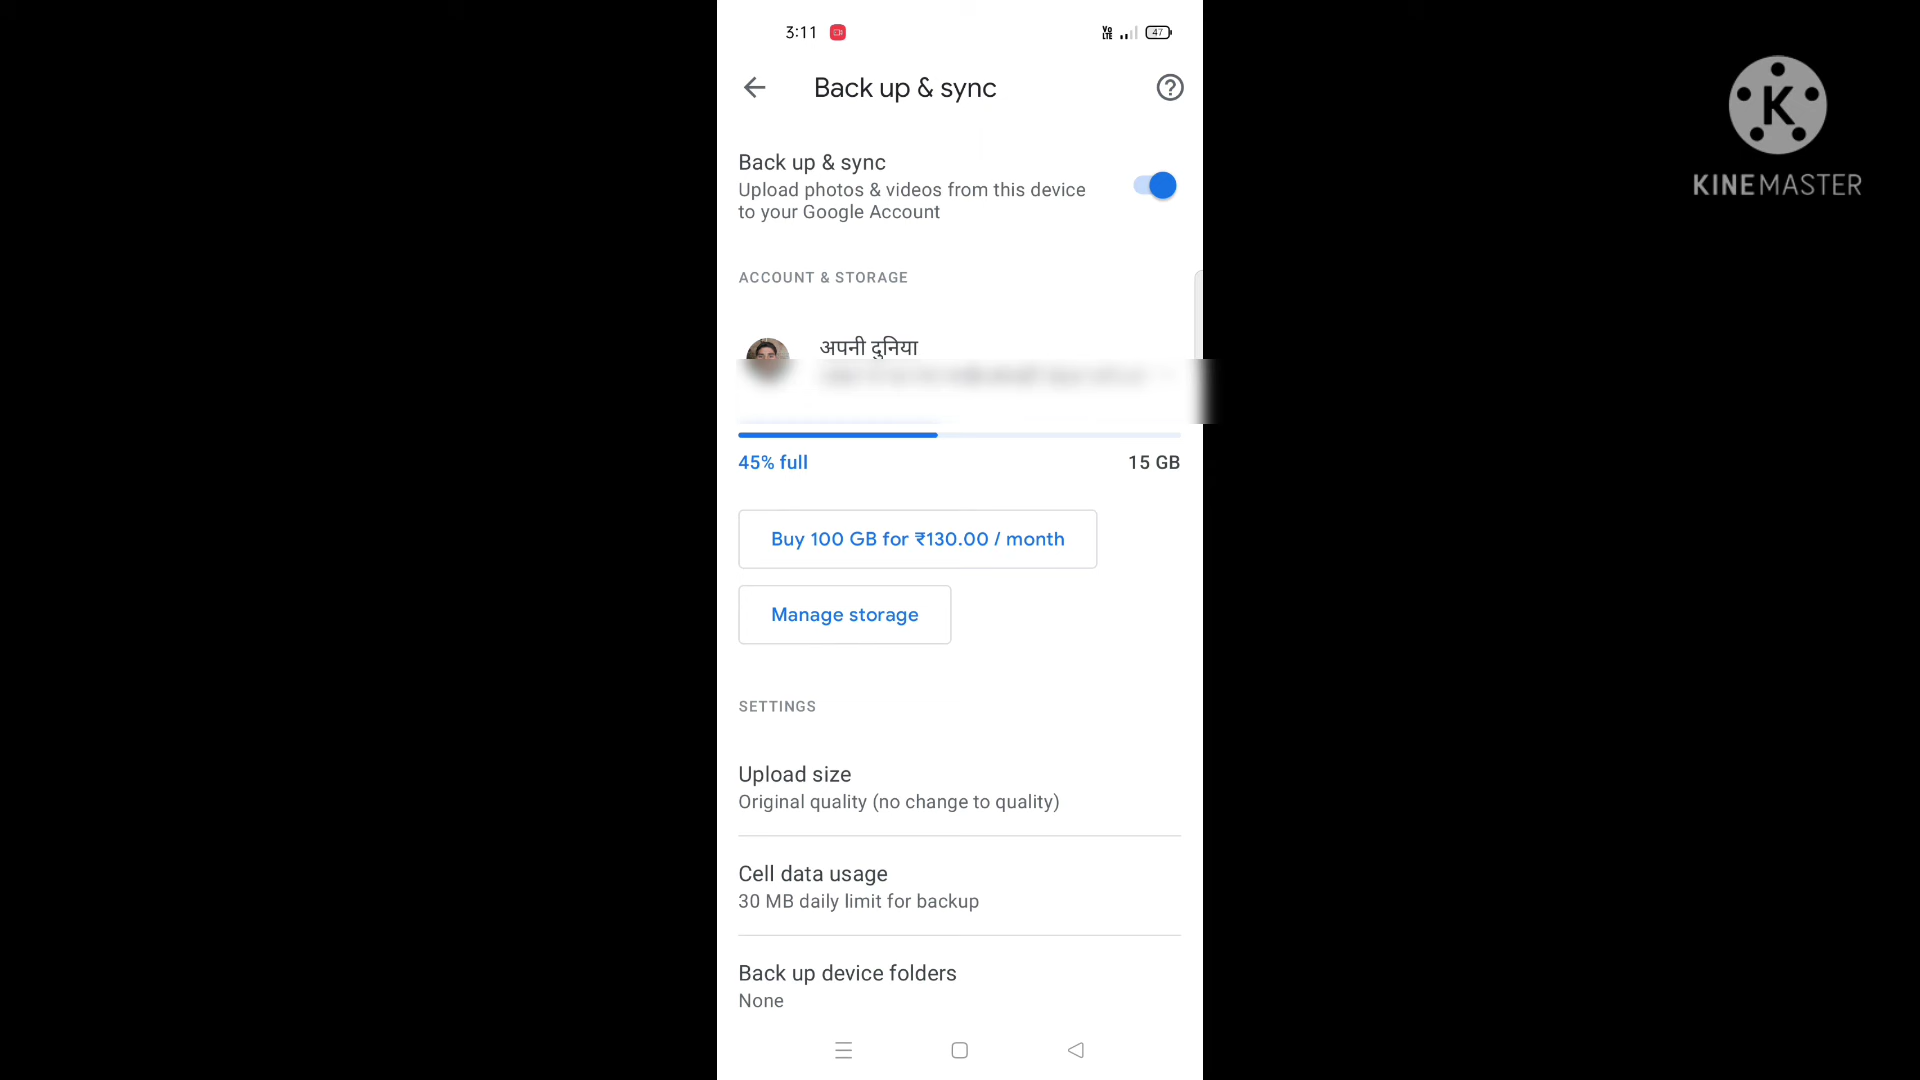 3:11
Vo LTE
47
Back up & sync
Back up & sync
Upload photos & videos from this device
to your Google Account
ACCOUNT & STORAGE
अपनी दुनिया
45% full
15 GB
Buy 100 GB for ₹130.00 / month
Manage storage
SETTINGS
Upload size
Original quality (no change to quality)
Cell data usage
30 MB daily limit for backup
Back up device folders
None
K
KINEMASTER